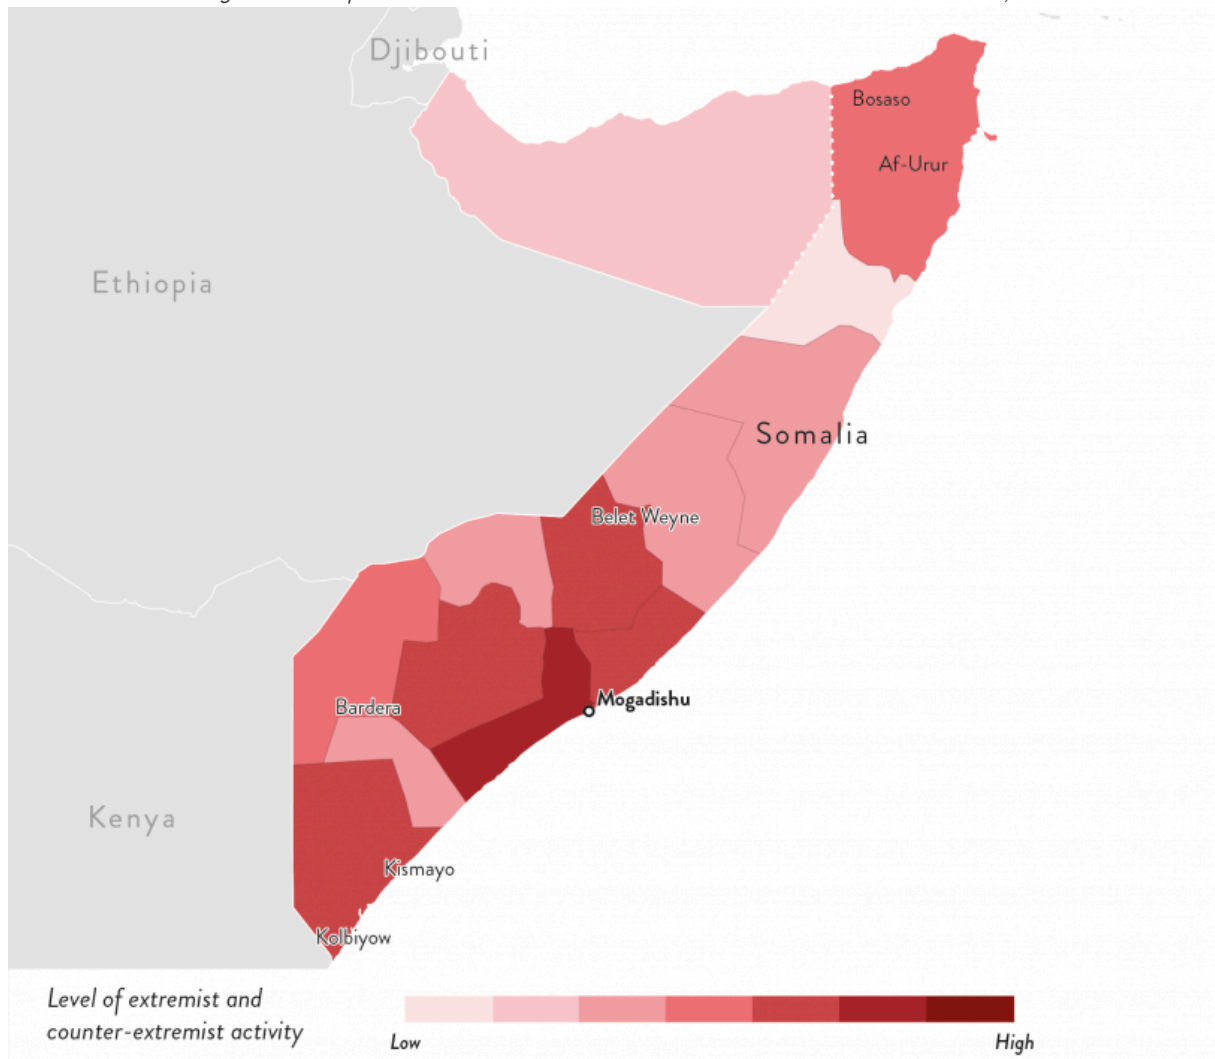 Djibouti
Bosaso
Af-Urur
Ethiopia
Somalia
Belet Weyne
Mogadishu
Bardera
Kenya
Kismayo
Kolbiyow
Level of extremist and
counter-extremist activity
Low
High